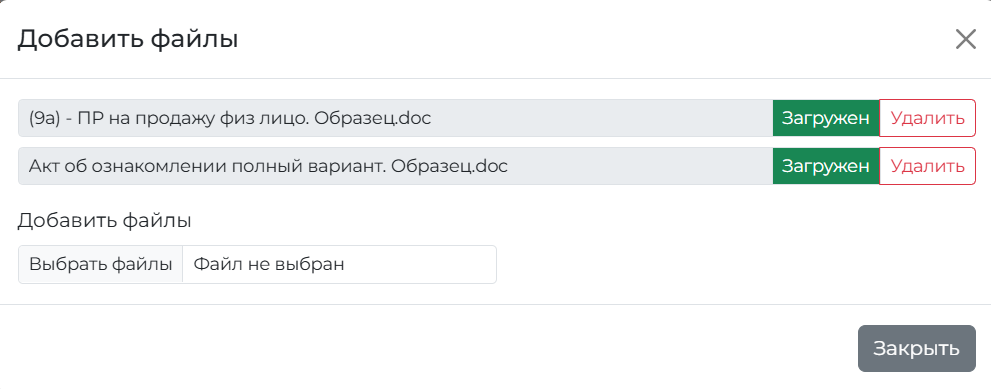 Добавить файлы
(9а) - ПР на продажу физ лицо. Образец.doc Загружен Удалить
Акт об ознакомлении полный вариант. Образец.doc Загружен Удалить
Добавить файлы
Выбрать файлы Файл не выбран
Закрыть